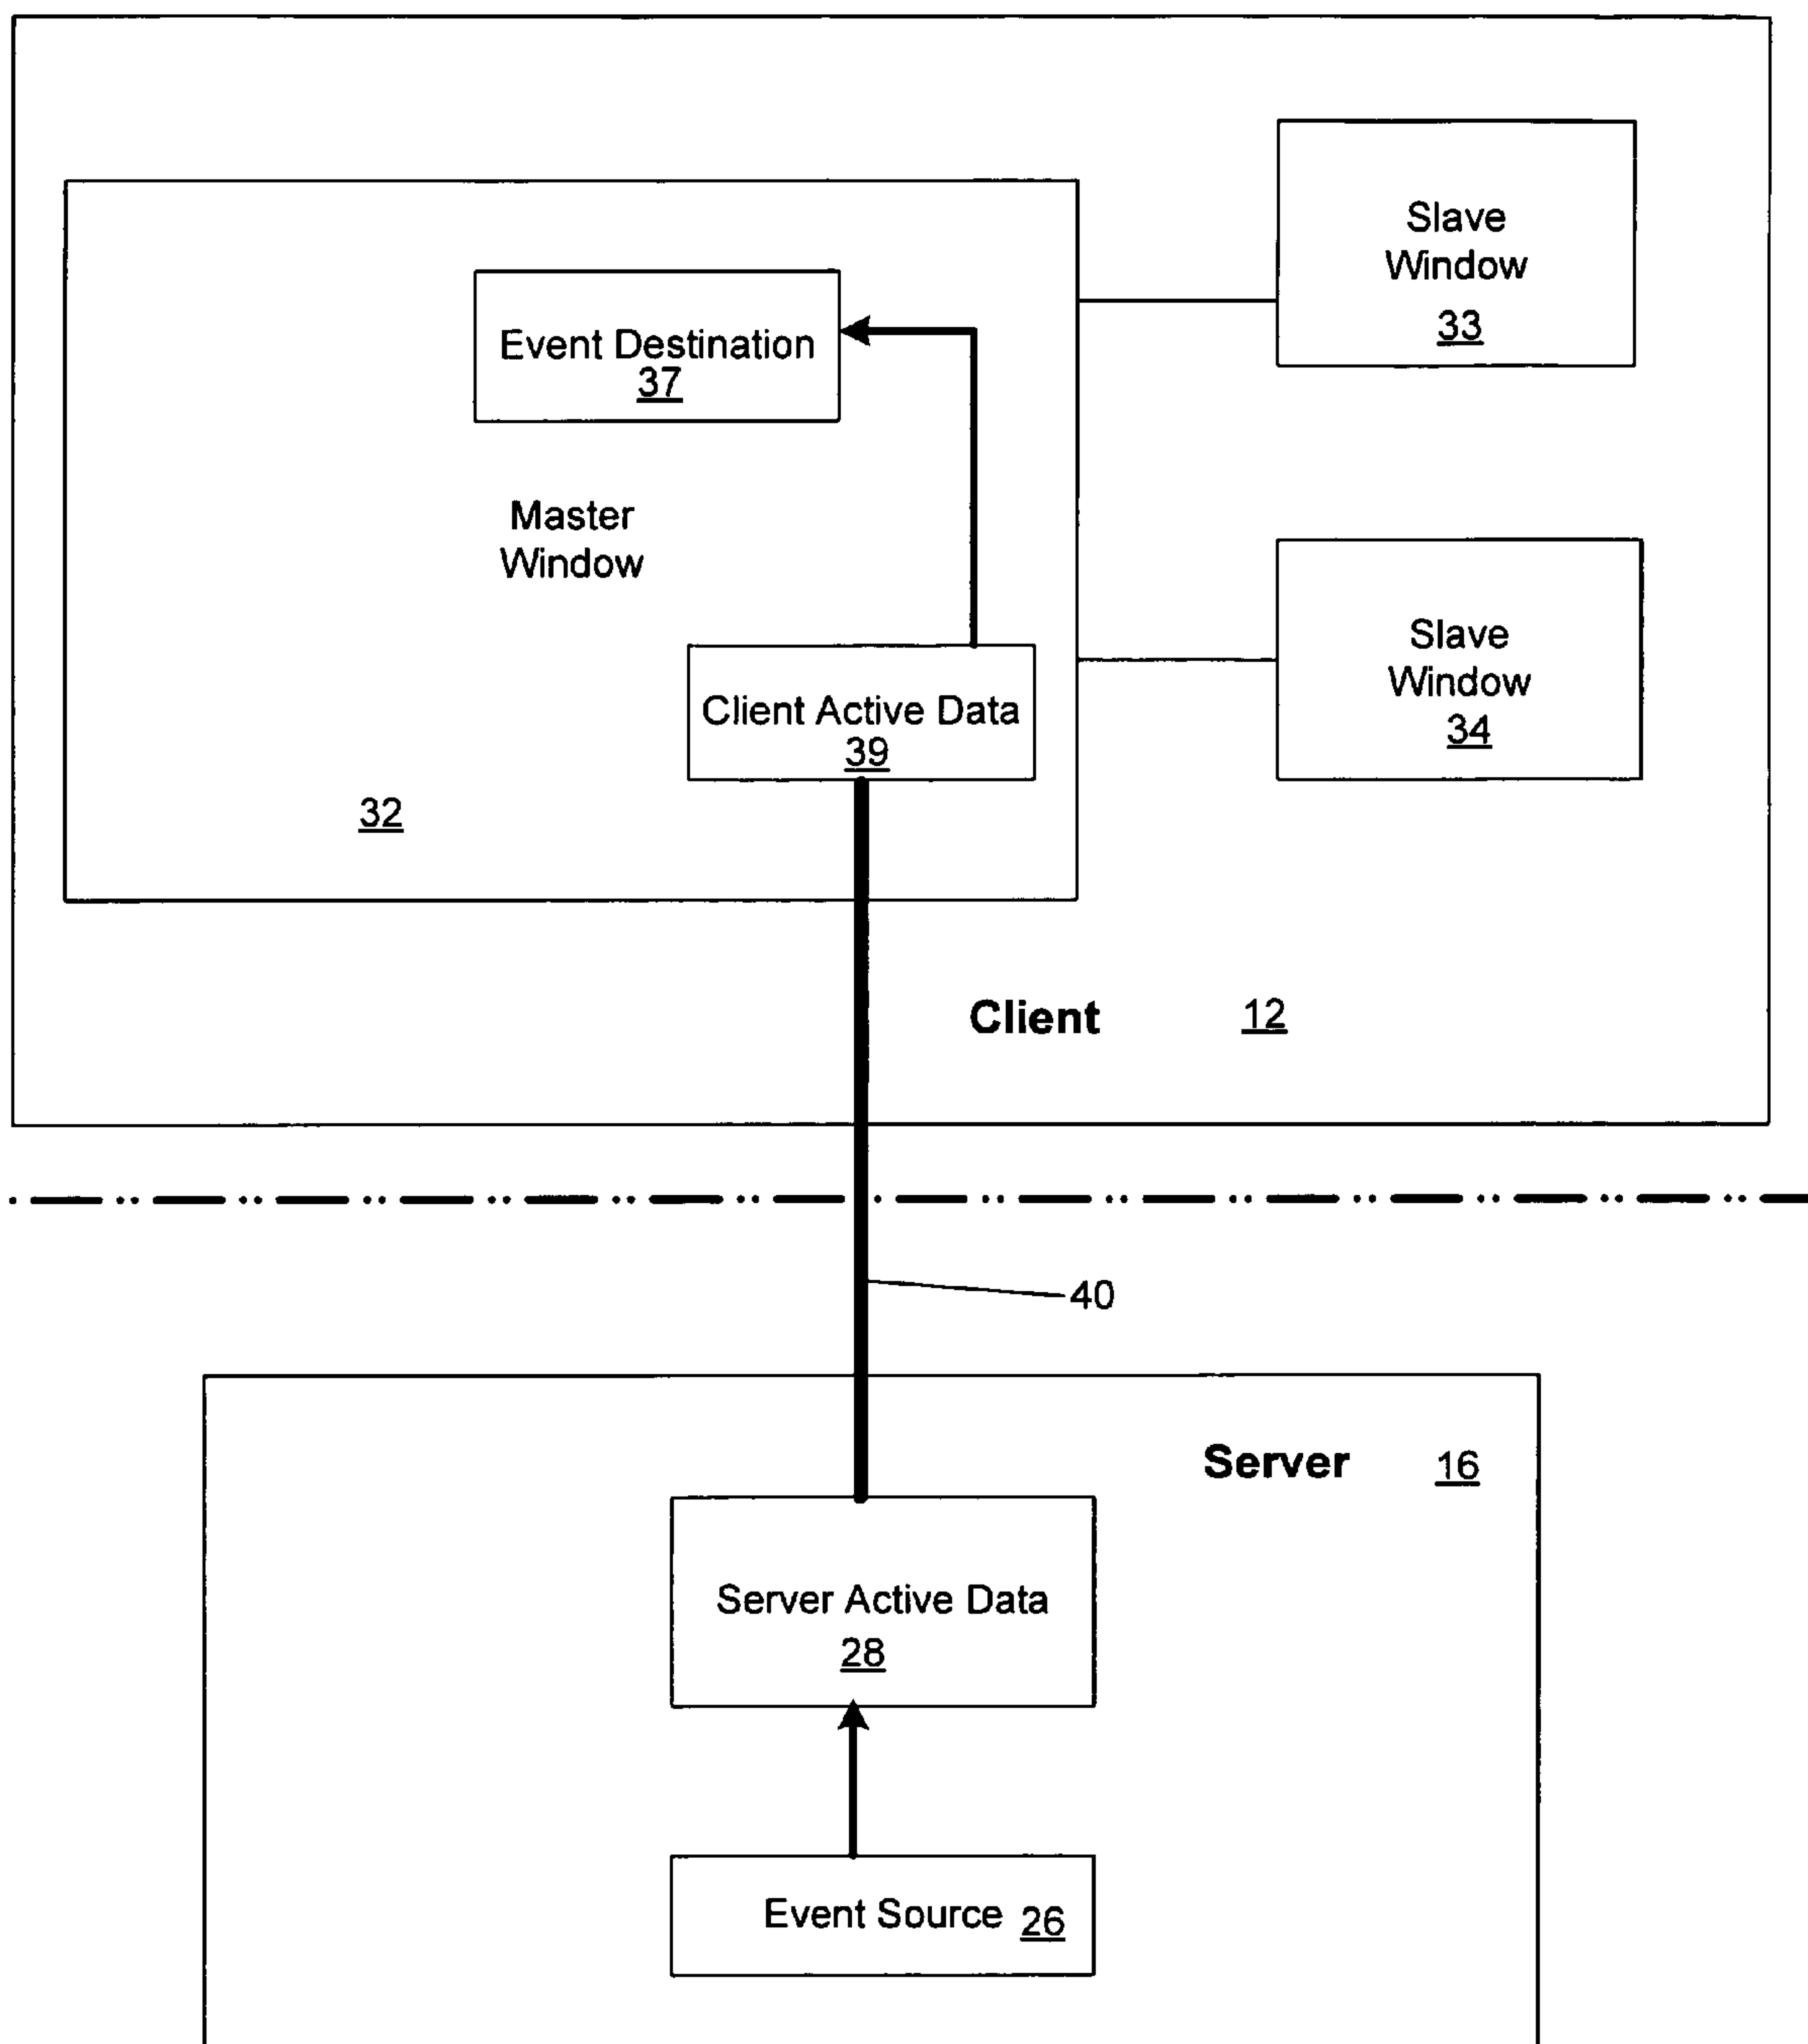 Slave
Window
33
Event Destination
37
Master
Window
Slave
Window
34
Client Active Data
39
32
Client 12
40
Server 16
Server Active Data
28
Event Source 26